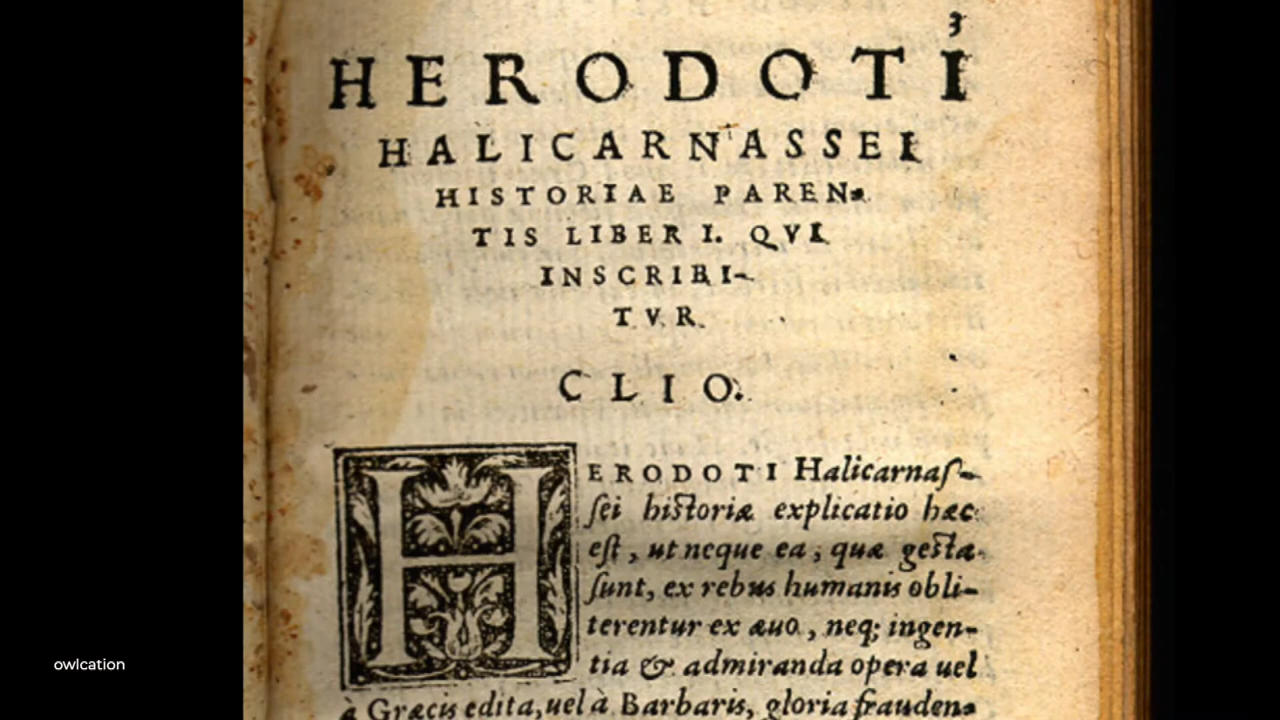 3
HERODOTI
HALICARNASSEI
HISTORIAE PAREN-
TIS LIBER I. QVI
INSCRIBI-
TVR
CLIO.
HERODOTI Halicarnaſ-
ſei hiſtoriæ explicatio hæc
eſt, ut neque ea, quæ geſta
ſunt, ex rebus humanis obli-
terentur ex æuo, neq; ingen-
tia & admiranda opera uel
à Græcis edita, uel à Barbaris, gloria frauden-
owlcation